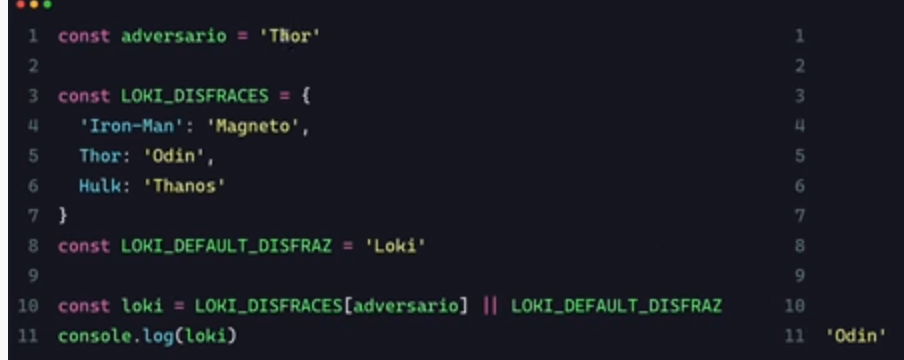 1 const adversario = 'Thor' 1
2 2
3 const LOKI_DISFRACES = { 3
4 'Iron-Man': 'Magneto', 4
5 Thor: 'Odin', 5
6 Hulk: 'Thanos' 6
7 } 7
8 const LOKI_DEFAULT_DISFRAZ = 'Loki' 8
9 9
10 const loki = LOKI_DISFRACES[adversario] || LOKI_DEFAULT_DISFRAZ 10
11 console.log(loki) 11 'Odin'